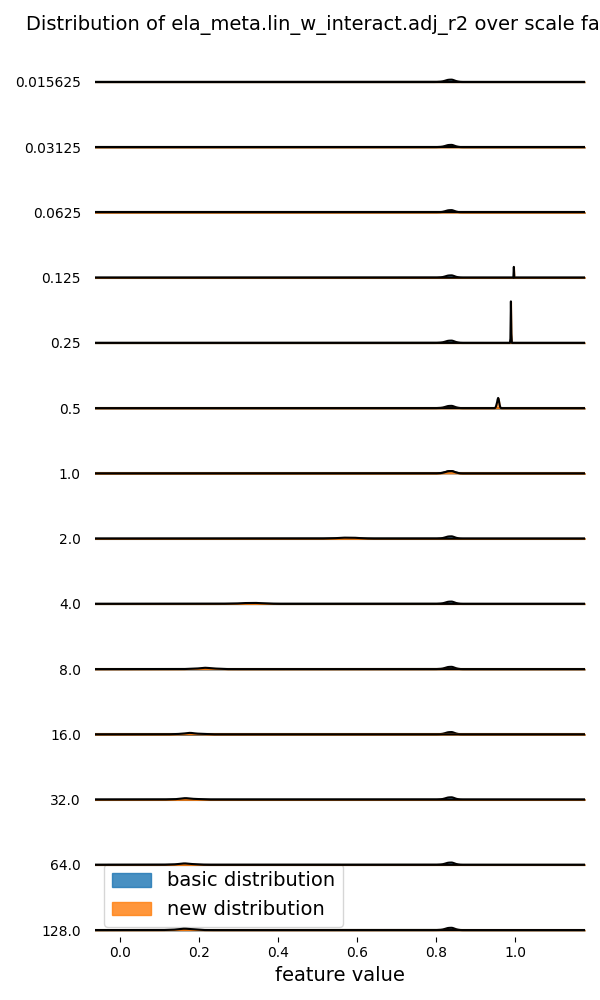 Distribution of ela_meta.lin_w_interact.adj_r2 over scale fa
0.015625
0.03125
0.0625
0.125
0.25
0.5
1.0
2.0
4.0
8.0
16.0
32.0
64.0
basic distribution
new distribution
128.0
0.0 0.2 0.4 0.6 0.8 1.0
feature value